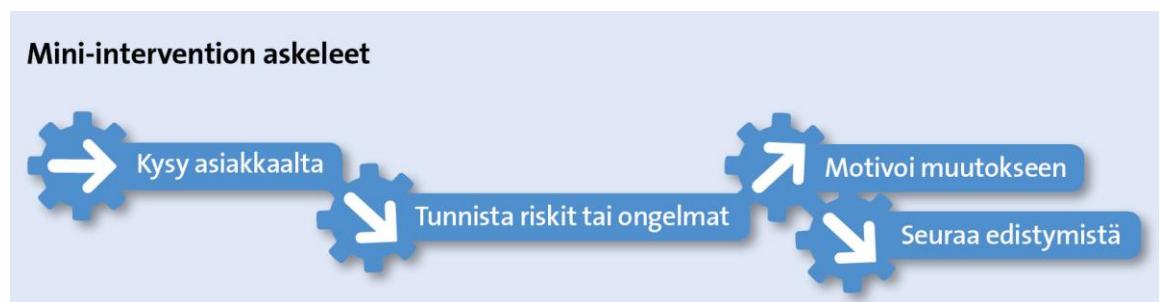 Mini-intervention askeleet
Kysy asiakkaalta
Tunnista riskit tai ongelmat
Motivoi muutokseen
Seuraa edistymistä